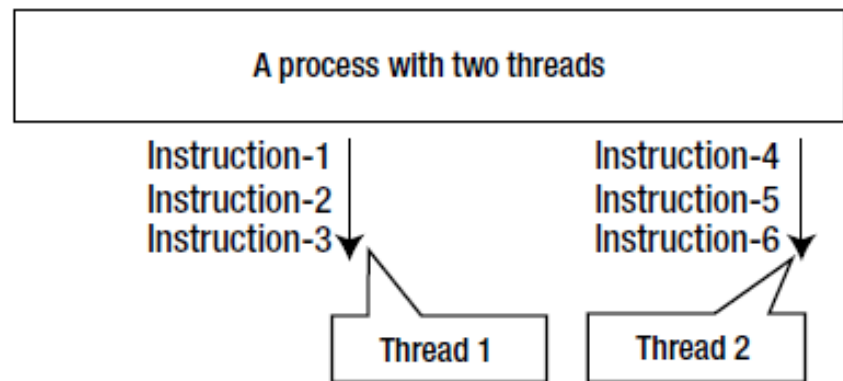 A process with two threads
Instruction-1
Instruction-2
Instruction-3
Instruction-4
Instruction-5
Instruction-6
Thread 1
Thread 2